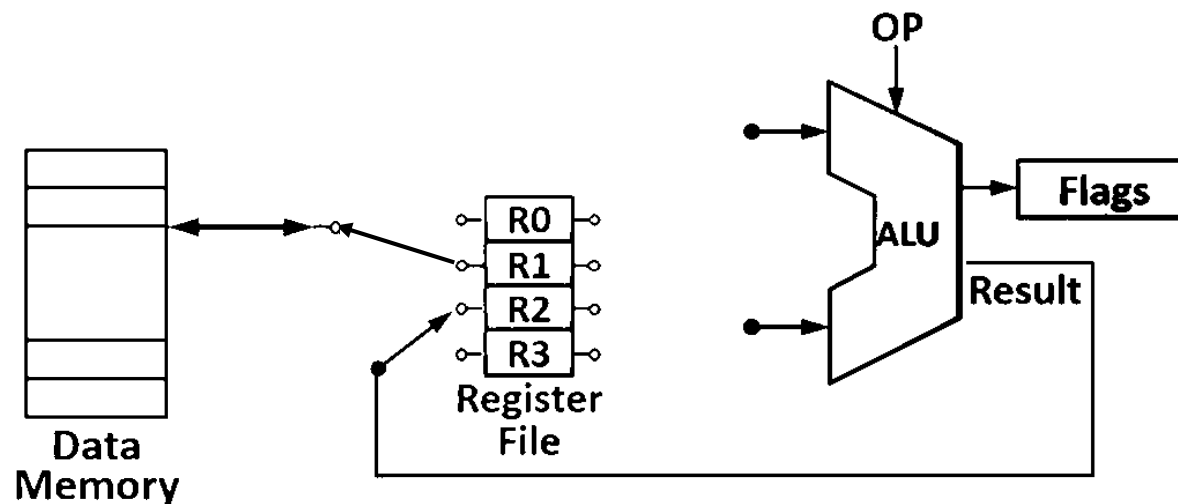 OP
Flags
ALU
Result
R0
R1
R2
R3
Register
File
Data
Memory